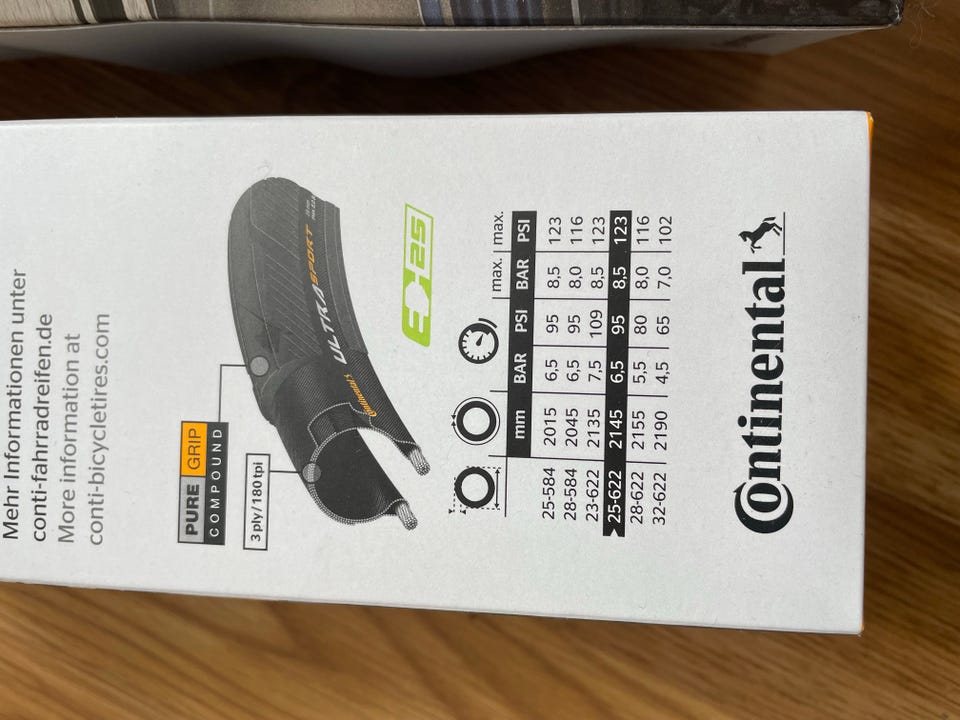 Mehr Informationen unter
conti-fahrradreifen.de
More information at
conti-bicycletires.com
PURE GRIP
COMPOUND
3 ply/180 tpi
Continental
ULTRA SPORT
E-25
max. max.
mm BAR PSI BAR PSI
25-584 2015 6,5 95 8,5 123
28-584 2045 6,5 95 8,0 116
23-622 2135 7,5 109 8,5 123
25-622 2145 6,5 95 8,5 123
28-622 2155 5,5 80 8,0 116
32-622 2190 4,5 65 7,0 102
Continental